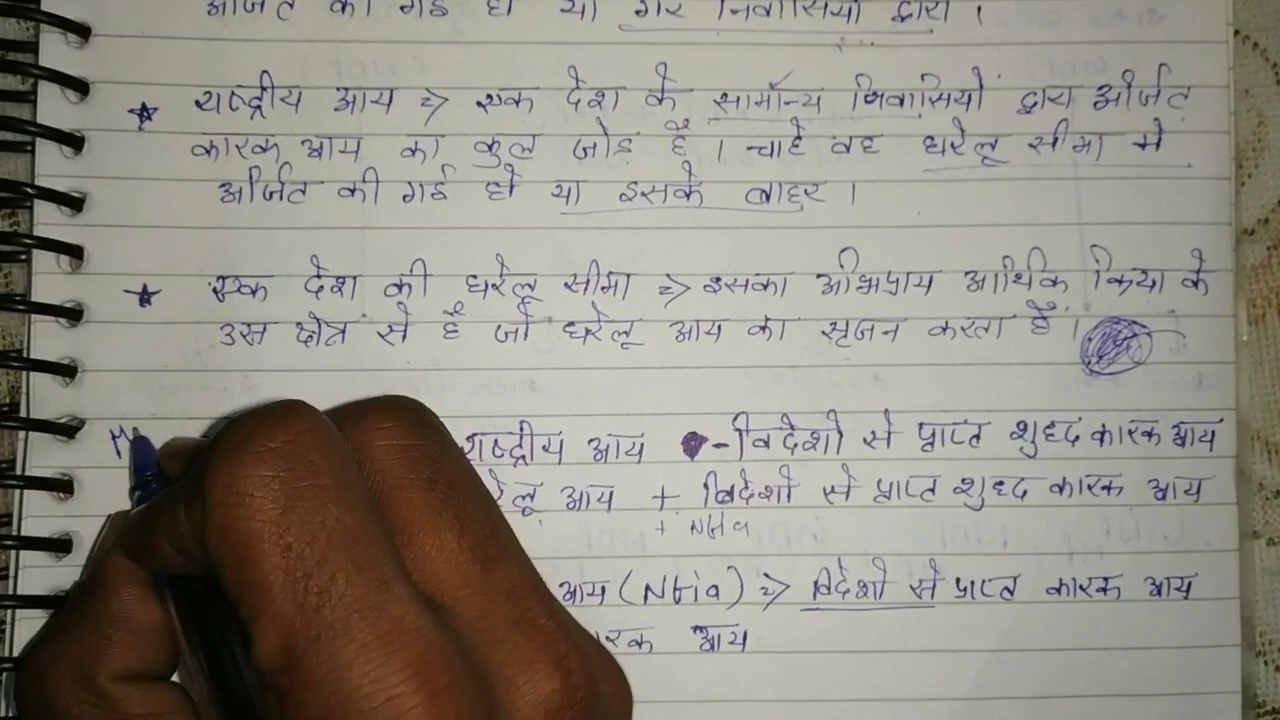 अर्जित की गई हो या गैर निवासियों द्वारा ।
★ राष्ट्रीय आय => एक देश के सामान्य निवासियों द्वारा अर्जित
कारक आय का कुल जोड़ है । चाहे वह घरेलू सीमा में
अर्जित की गई हो या इसके बाहर ।
★ एक देश की घरेलू सीमा => इसका अभिप्राय आर्थिक क्रिया के
उस क्षेत्र से है जो घरेलू आय का सृजन करता है ।
राष्ट्रीय आय - विदेशो से प्राप्त शुद्ध कारक आय
रेलू आय + विदेशो से प्राप्त शुद्ध कारक आय
+ Nfia
आय (Nfia) => विदेशो से प्राप्त कारक आय
रक आय